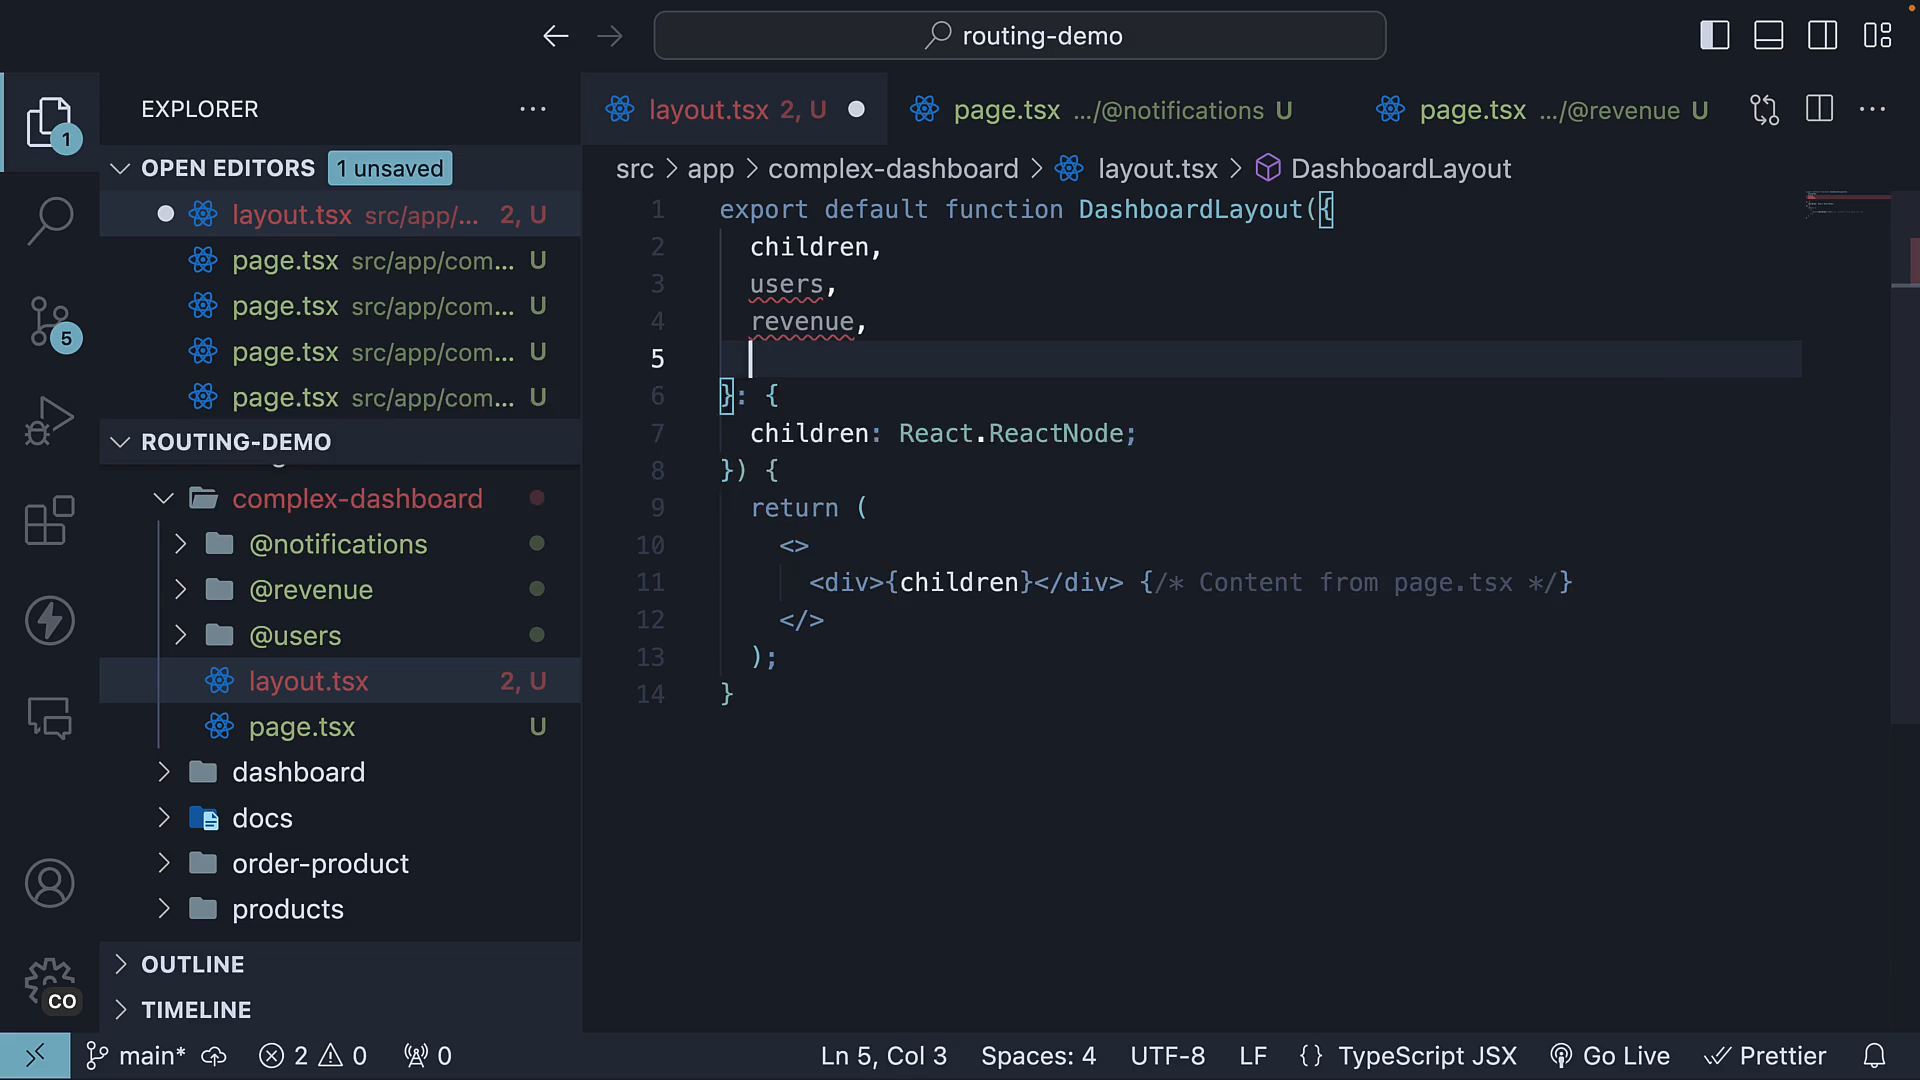 routing-demo
EXPLORER
1
OPEN EDITORS 1 unsaved
layout.tsx src/app/... 2, U
page.tsx src/app/com... U
page.tsx src/app/com... U
page.tsx src/app/com... U
page.tsx src/app/com... U
5
ROUTING-DEMO
complex-dashboard
@notifications
@revenue
@users
layout.tsx 2, U
page.tsx U
dashboard
docs
order-product
products
OUTLINE
CO
TIMELINE
layout.tsx 2, U page.tsx .../@notifications U page.tsx .../@revenue U
src > app > complex-dashboard > layout.tsx > DashboardLayout
1 export default function DashboardLayout({
2 children,
3 users,
4 revenue,
5
6 }: {
7 children: React.ReactNode;
8 }) {
9 return (
10 <>
11 <div>{children}</div> {/* Content from page.tsx */}
12 </>
13 );
14 }
main* 2 0 0 Ln 5, Col 3 Spaces: 4 UTF-8 LF {} TypeScript JSX Go Live Prettier